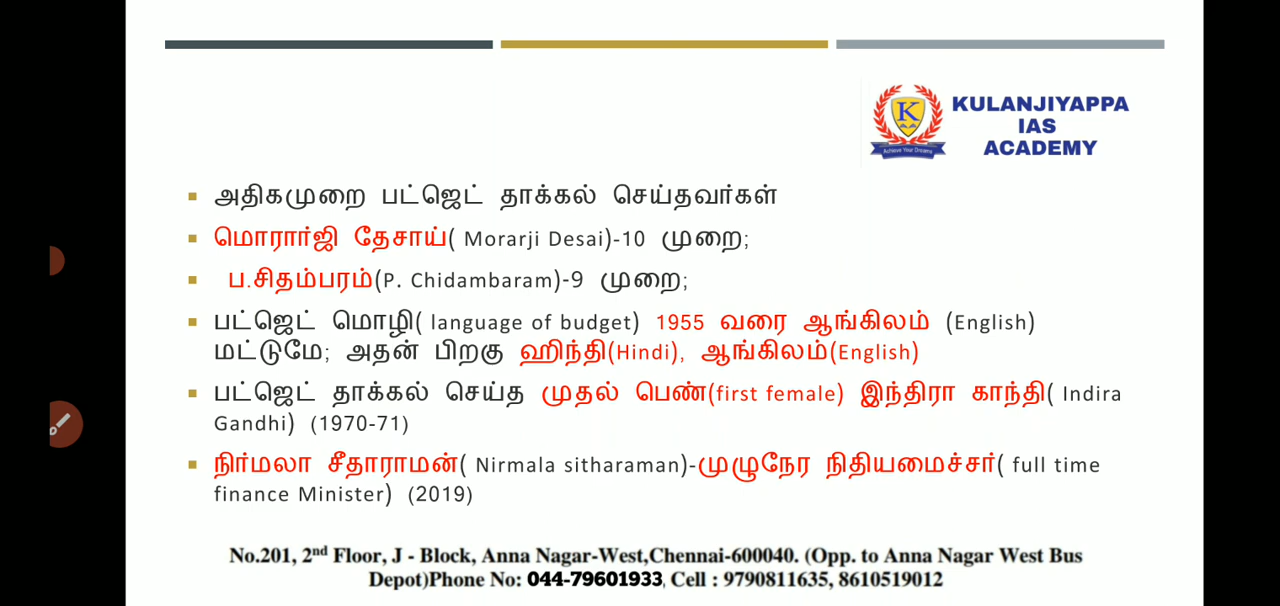 KULANJIYAPPA
IAS
ACADEMY
K
Achieve Your Dreams
அதிகமுறை பட்ஜெட் தாக்கல் செய்தவர்கள்
மொரார்ஜி தேசாய்( Morarji Desai)-10 முறை;
ப.சிதம்பரம்(P. Chidambaram)-9 முறை;
பட்ஜெட் மொழி( language of budget) 1955 வரை ஆங்கிலம் (English)
மட்டுமே; அதன் பிறகு ஹிந்தி(Hindi), ஆங்கிலம்(English)
பட்ஜெட் தாக்கல் செய்த முதல் பெண்(first female) இந்திரா காந்தி( Indira
Gandhi) (1970-71)
நிர்மலா சீதாராமன்( Nirmala sitharaman)-முழுநேர நிதியமைச்சர்( full time
finance Minister) (2019)
No.201, 2nd Floor, J - Block, Anna Nagar-West,Chennai-600040. (Opp. to Anna Nagar West Bus
Depot)Phone No: 044-79601933, Cell : 9790811635, 8610519012